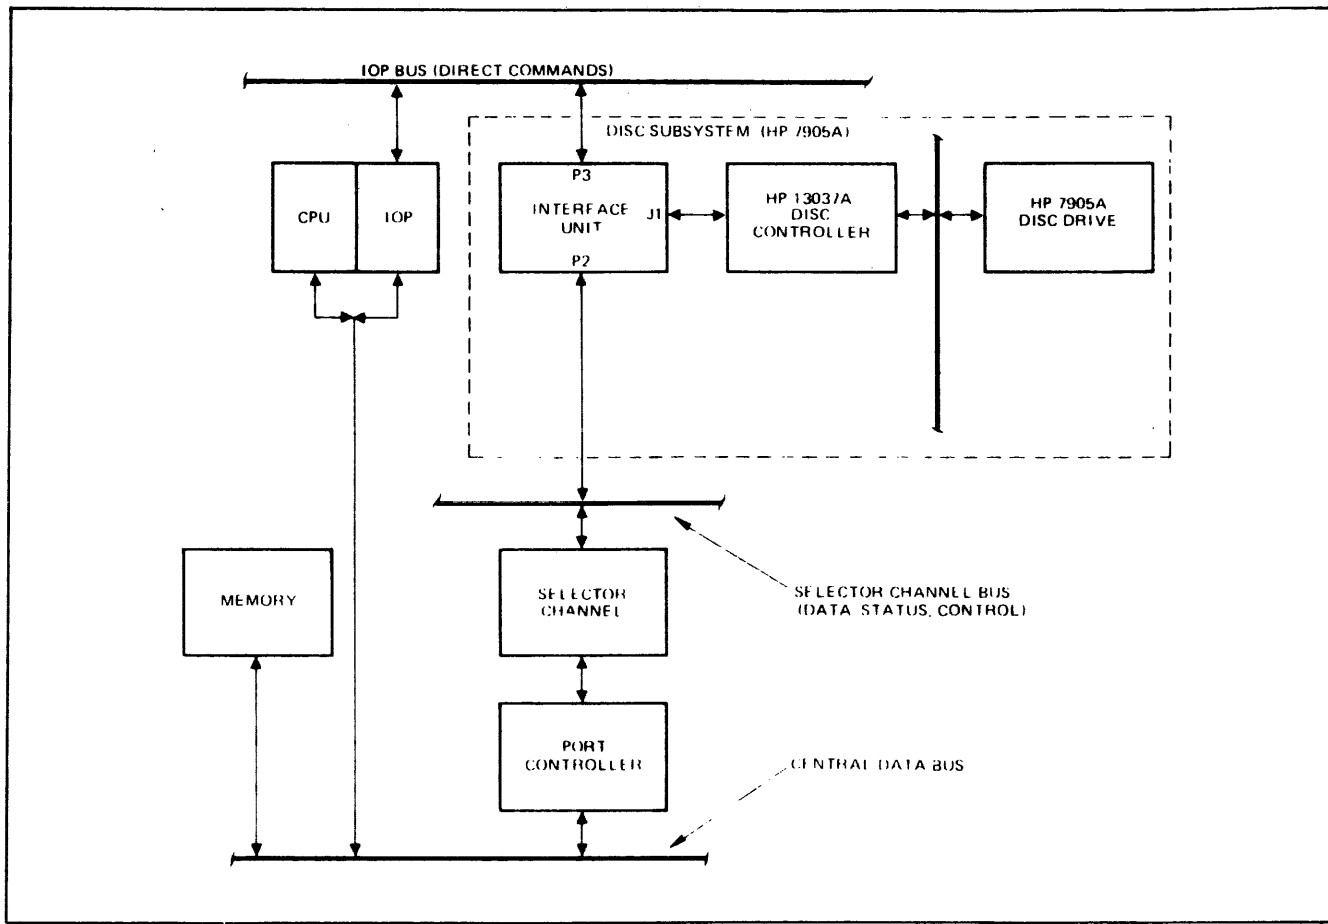 IOP BUS (DIRECT COMMANDS)
DISC SUBSYSTEM (HP 7905A)
CPU
IOP
P3
INTERFACE
UNIT
J1
P2
HP 13037A
DISC
CONTROLLER
HP 7905A
DISC DRIVE
MEMORY
SELECTOR
CHANNEL
SELECTOR CHANNEL BUS
(DATA STATUS, CONTROL)
PORT
CONTROLLER
CENTRAL DATA BUS